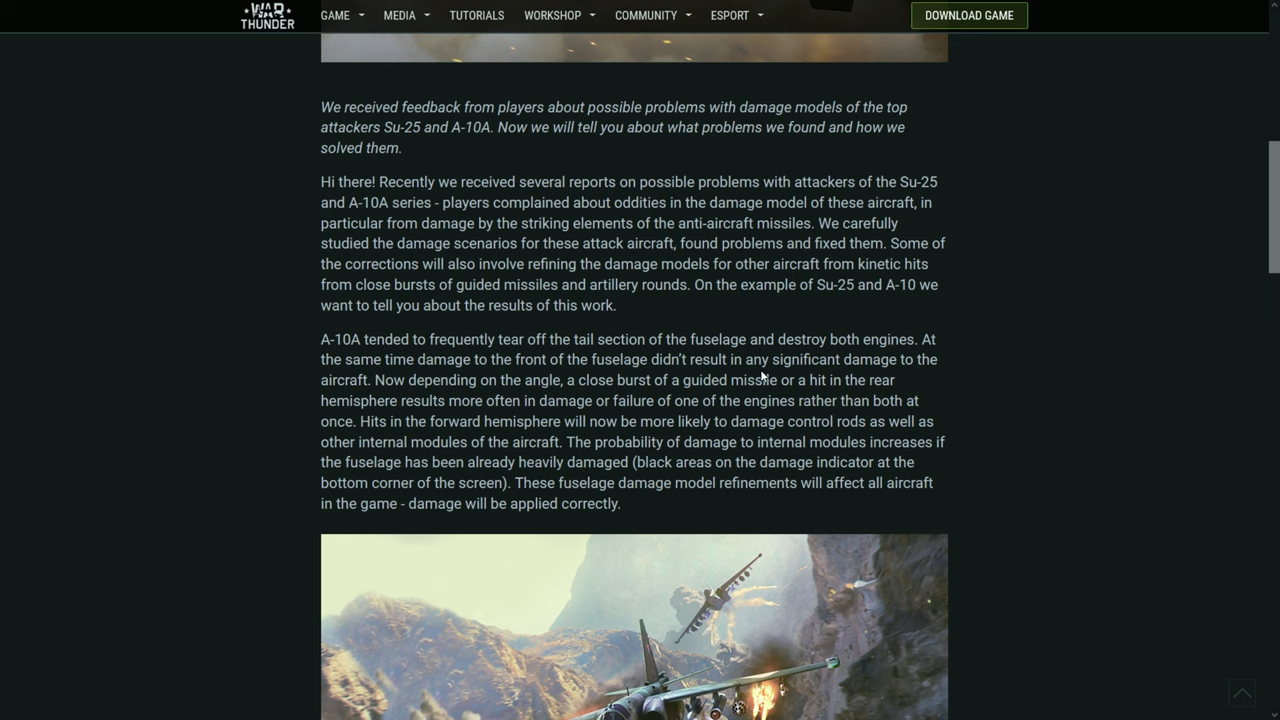 WAR
THUNDER
GAME
MEDIA
TUTORIALS
WORKSHOP
COMMUNITY
ESPORT
DOWNLOAD GAME
We received feedback from players about possible problems with damage models of the top
attackers Su-25 and A-10A. Now we will tell you about what problems we found and how we
solved them.
Hi there! Recently we received several reports on possible problems with attackers of the Su-25
and A-10A series - players complained about oddities in the damage model of these aircraft, in
particular from damage by the striking elements of the anti-aircraft missiles. We carefully
studied the damage scenarios for these attack aircraft, found problems and fixed them. Some of
the corrections will also involve refining the damage models for other aircraft from kinetic hits
from close bursts of guided missiles and artillery rounds. On the example of Su-25 and A-10 we
want to tell you about the results of this work.
A-10A tended to frequently tear off the tail section of the fuselage and destroy both engines. At
the same time damage to the front of the fuselage didn't result in any significant damage to the
aircraft. Now depending on the angle, a close burst of a guided missile or a hit in the rear
hemisphere results more often in damage or failure of one of the engines rather than both at
once. Hits in the forward hemisphere will now be more likely to damage control rods as well as
other internal modules of the aircraft. The probability of damage to internal modules increases if
the fuselage has been already heavily damaged (black areas on the damage indicator at the
bottom corner of the screen). These fuselage damage model refinements will affect all aircraft
in the game - damage will be applied correctly.